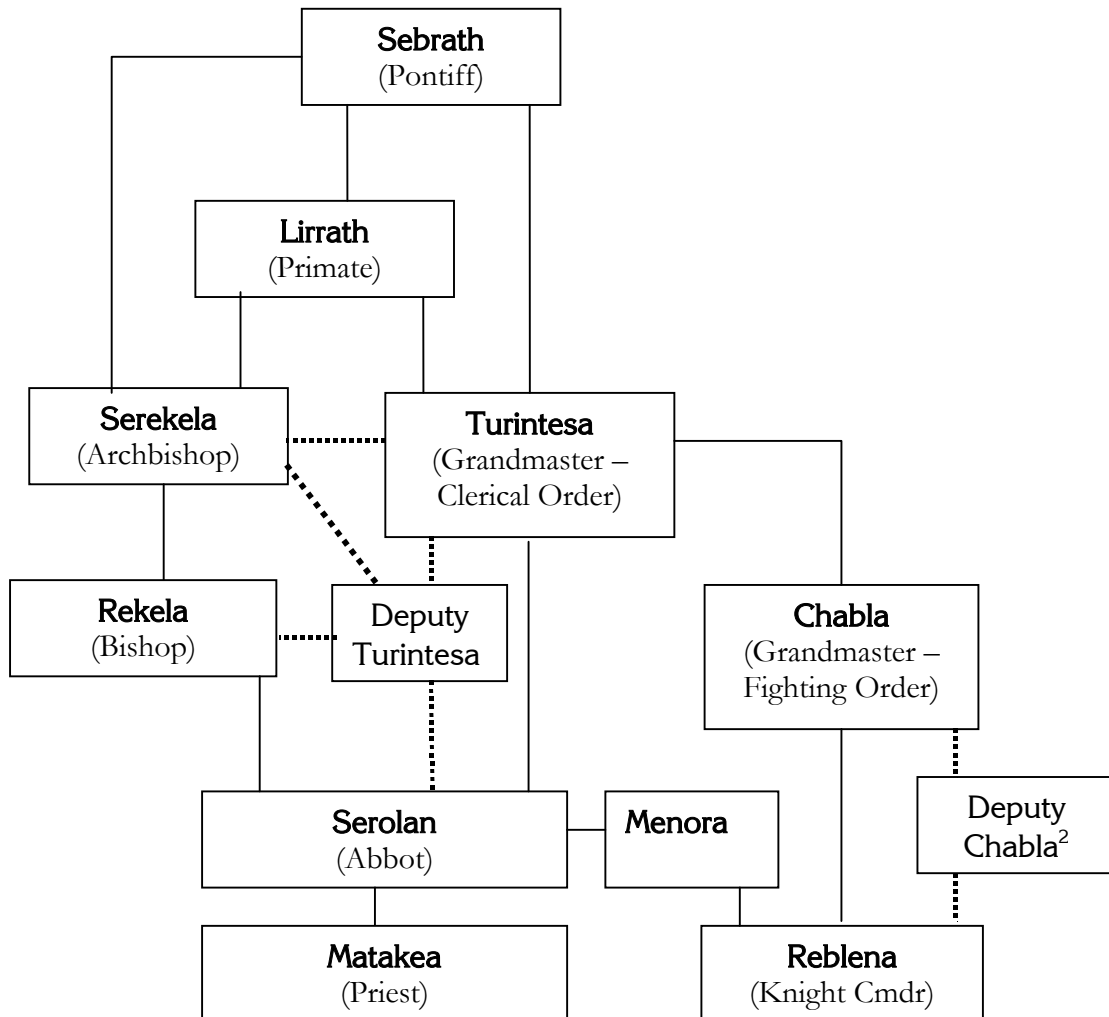 Sebrath
(Pontiff)
Lirrath
(Primate)
Serekela
(Archbishop)
Turintesa
(Grandmaster –
Clerical Order)
Rekela
(Bishop)
Deputy
Turintesa
Chabla
(Grandmaster –
Fighting Order)
Serolan
(Abbot)
Menora
Deputy
Chabla²
Matakea
(Priest)
Reblena
(Knight Cmdr)